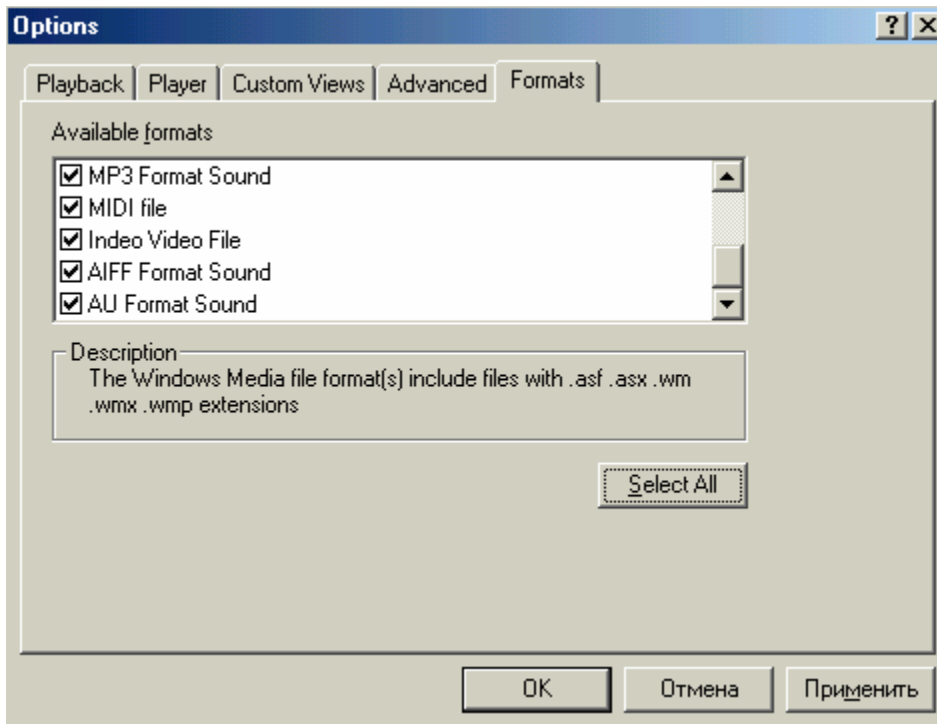 Options
Playback Player Custom Views Advanced Formats
Available formats
MP3 Format Sound
MIDI file
Indeo Video File
AIFF Format Sound
AU Format Sound
Description
The Windows Media file format(s) include files with .asf .asx .wm
.wmx .wmp extensions
Select All
OK Отмена Применить